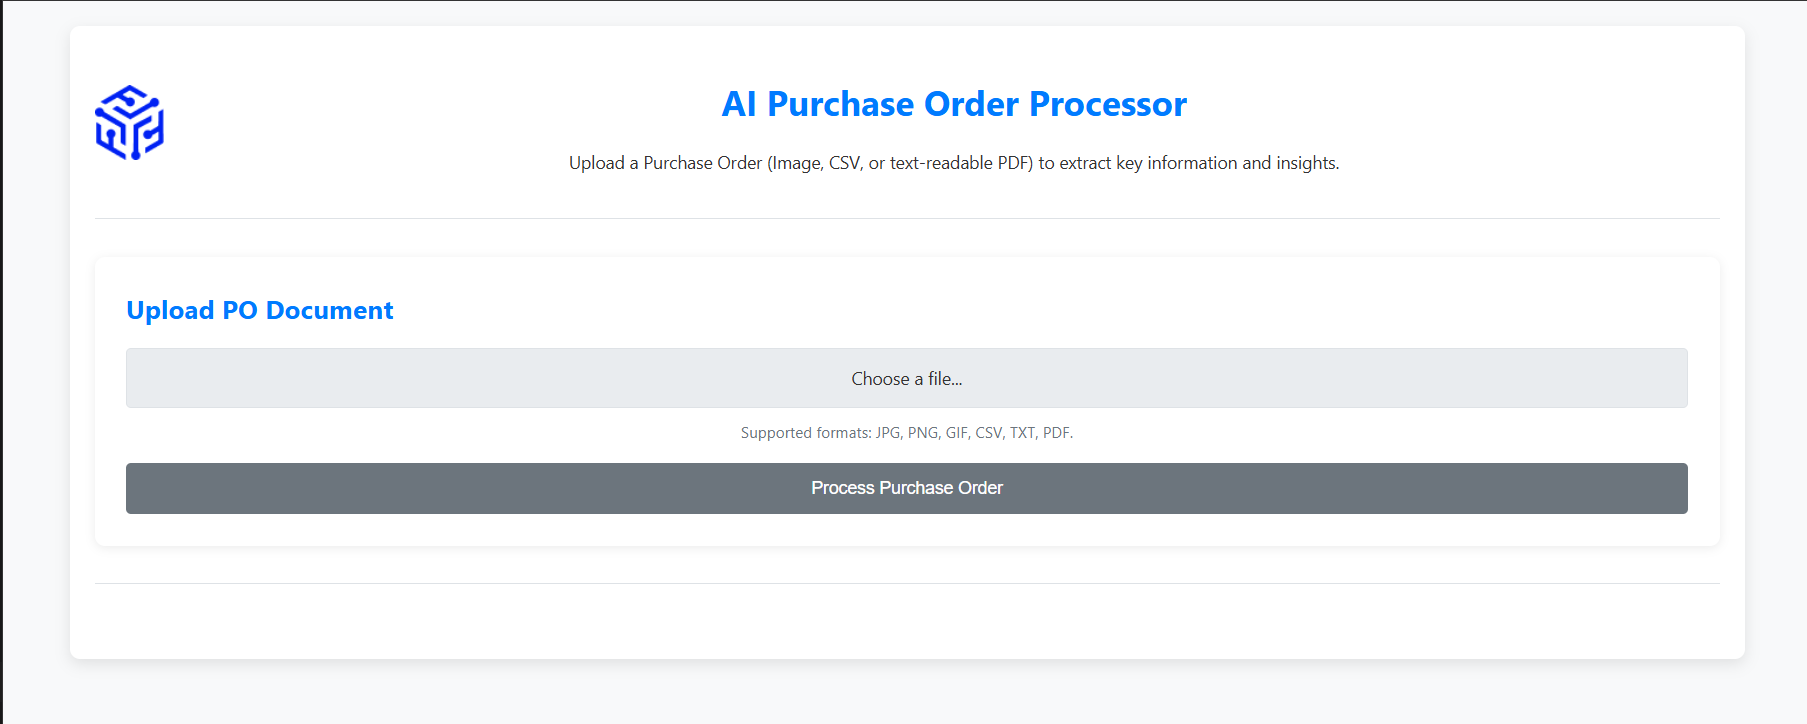 AI Purchase Order Processor
Upload a Purchase Order (Image, CSV, or text-readable PDF) to extract key information and insights.
Upload PO Document
Choose a file...
Supported formats: JPG, PNG, GIF, CSV, TXT, PDF.
Process Purchase Order